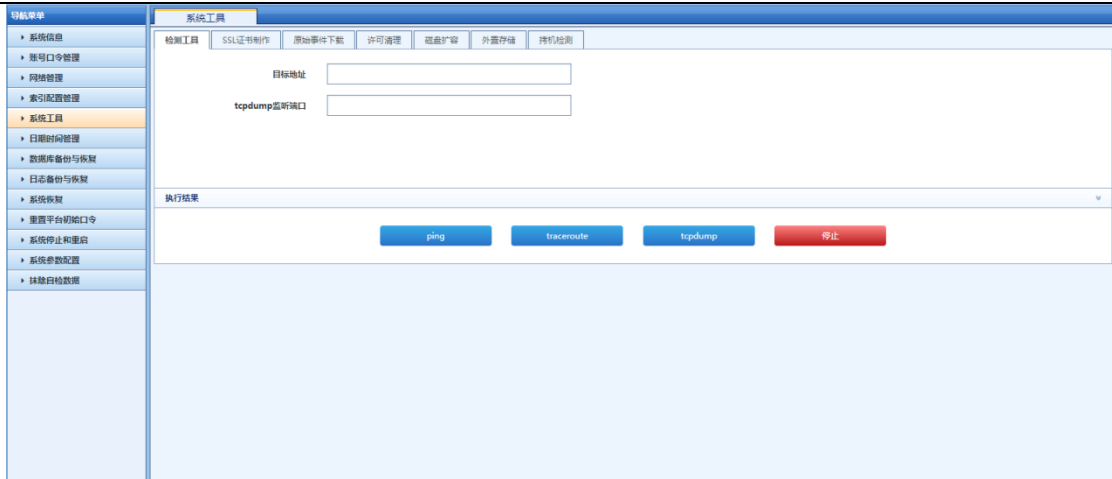 导航菜单
系统信息
账号口令管理
网络管理
索引配置管理
系统工具
日期时间管理
数据库备份与恢复
日志备份与恢复
系统恢复
重置平台初始口令
系统停止和重启
系统参数配置
抹除自检数据
系统工具
检测工具 SSL证书制作 原始事件下载 许可清理 磁盘扩容 外置存储 拷机检测
目标地址
tcpdump监听端口
执行结果
ping traceroute tcpdump 停止